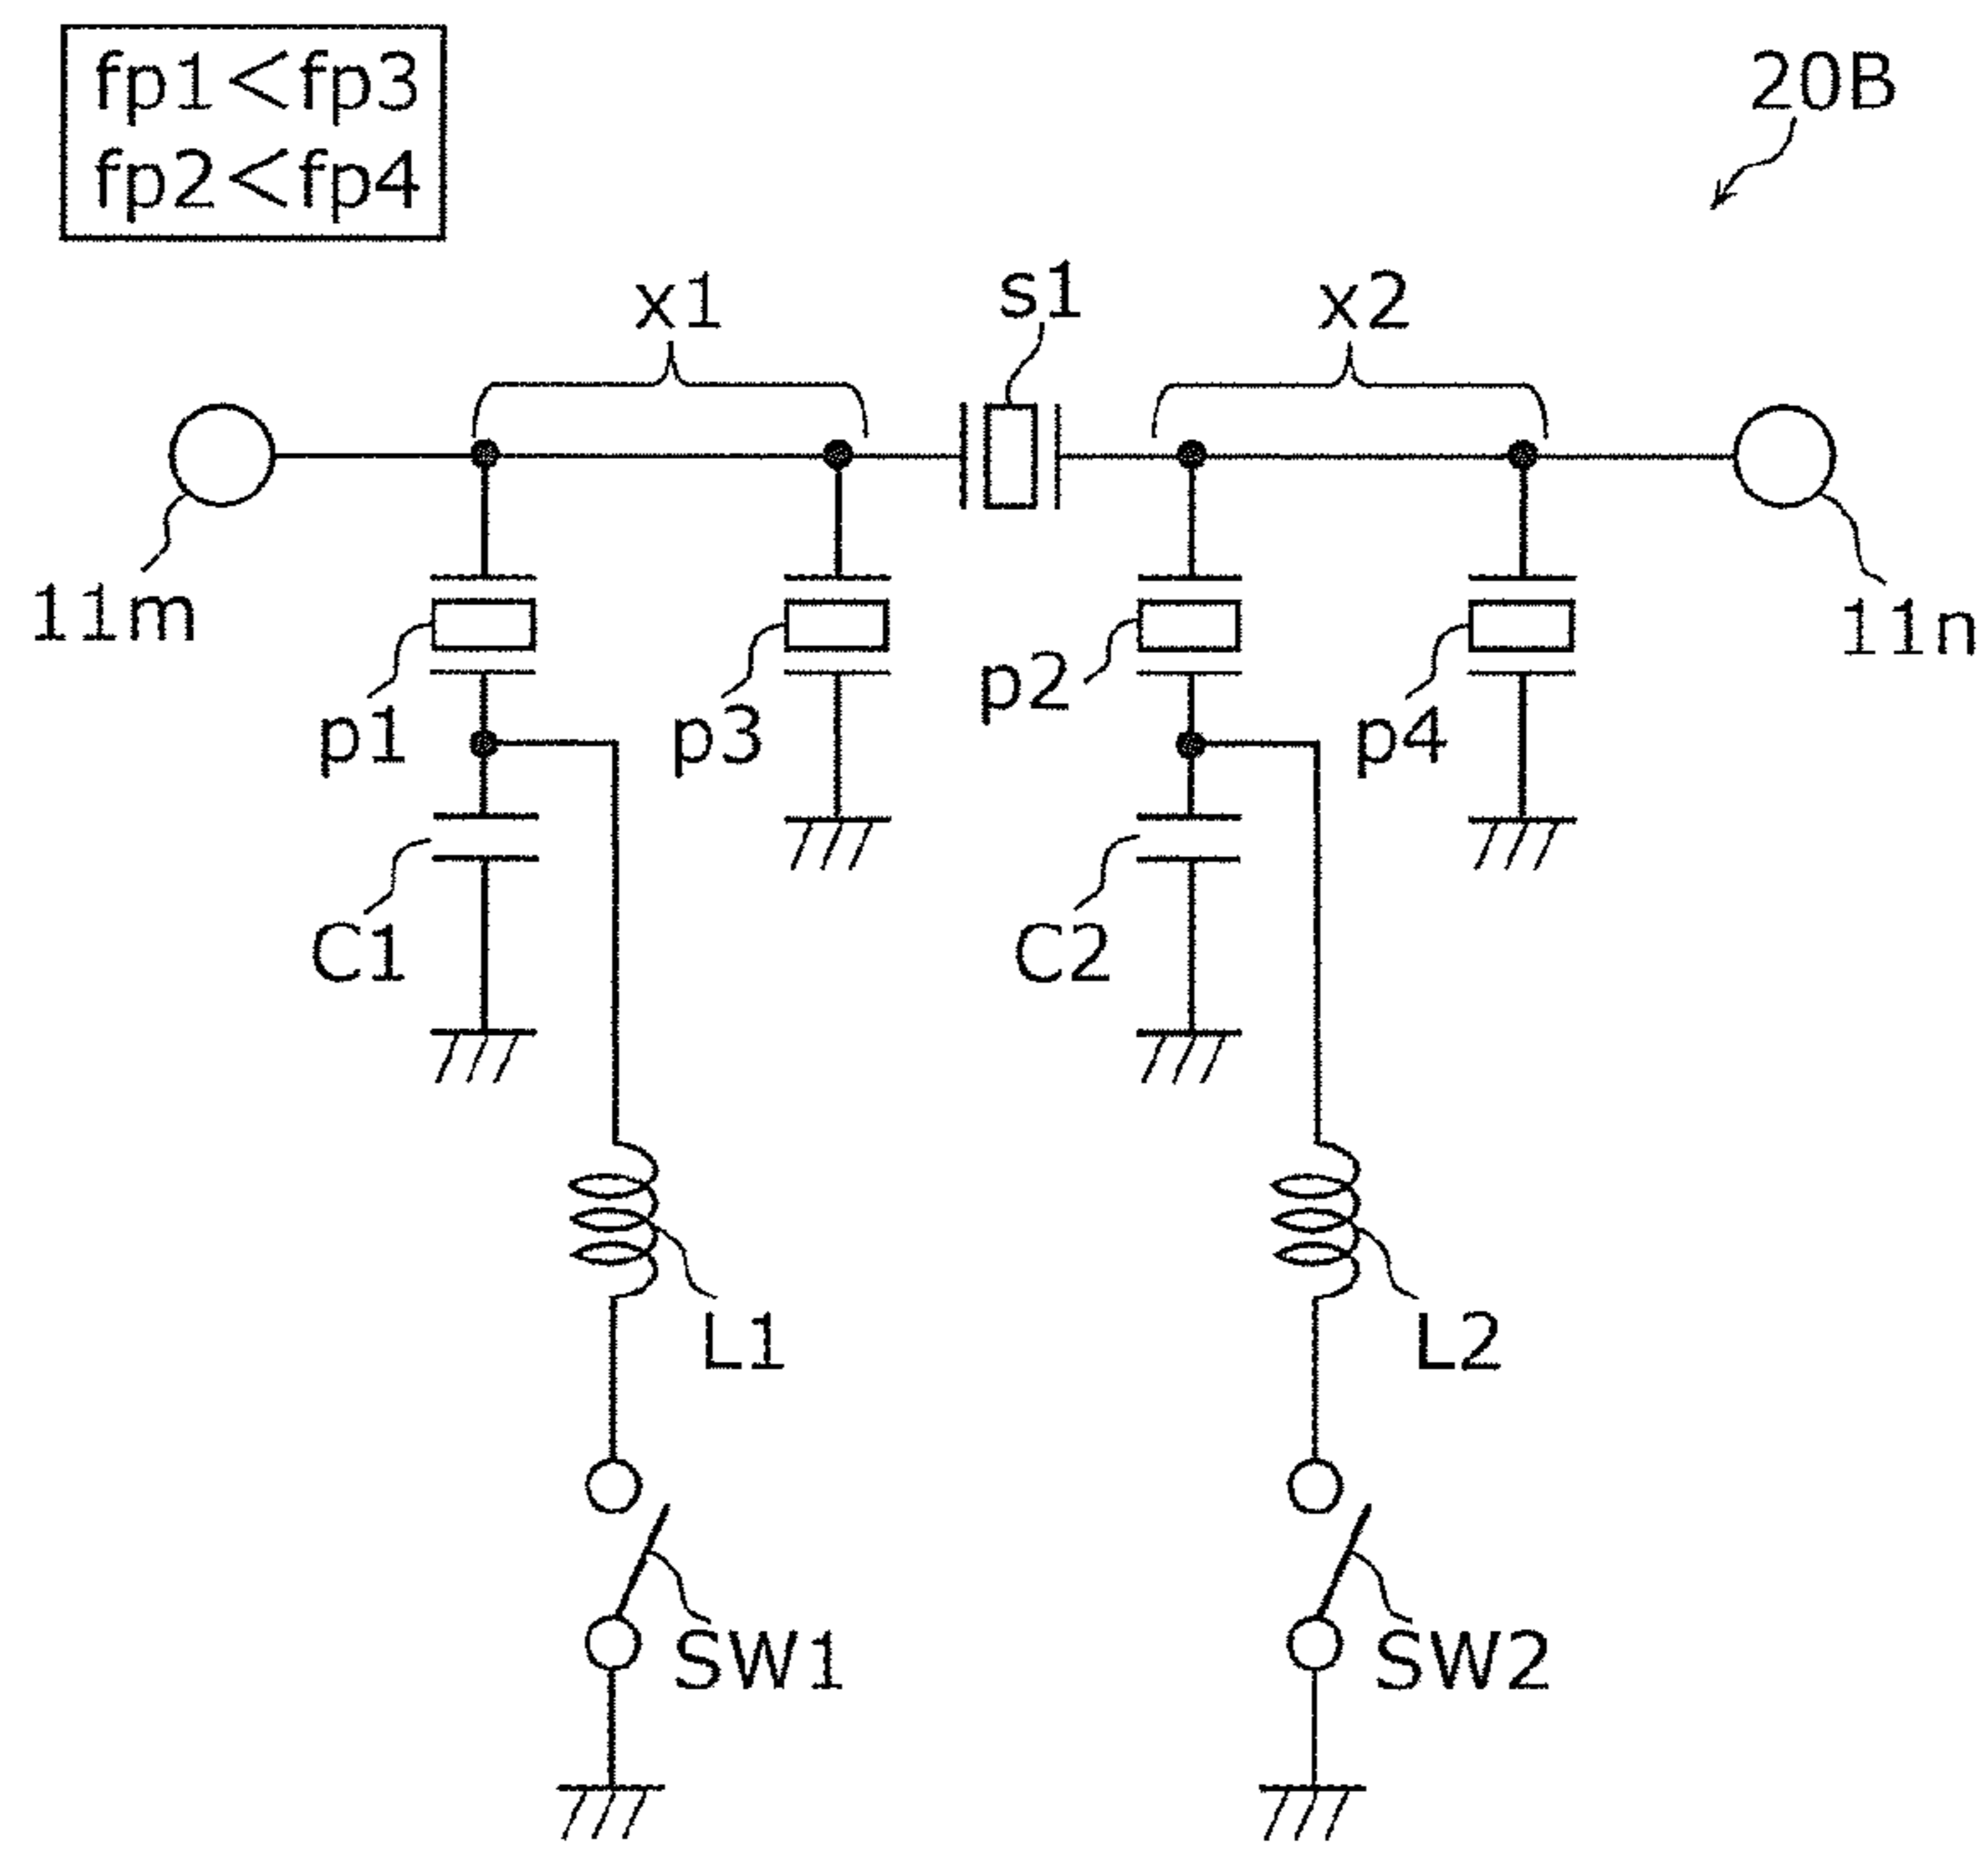 fp1<fp3
fp2<fp4
20B
x1
s1
x2
11m
11n
p1
p3
p2
p4
C1
C2
L1
L2
SW1
SW2